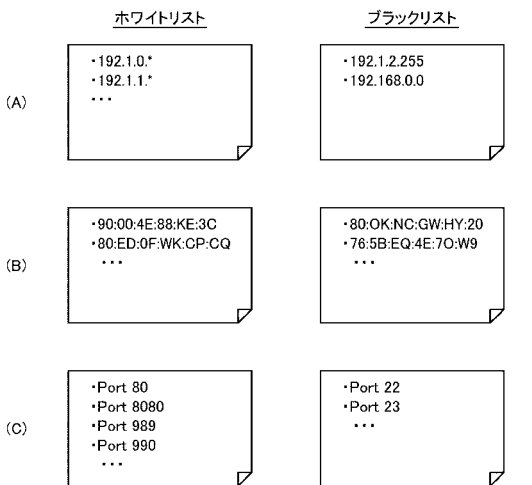 ホワイトリスト
ブラックリスト
(A)
・192.1.0.*
・192.1.1.*
・・・
・192.1.2.255
・192.168.0.0
(B)
・90:00:4E:88:KE:3C
・80:ED:0F:WK:CP:CQ
・・・
・80:OK:NC:GW:HY:20
・76:5B:EQ:4E:7O:W9
・・・
(C)
・Port 80
・Port 8080
・Port 989
・Port 990
・・・
・Port 22
・Port 23
・・・